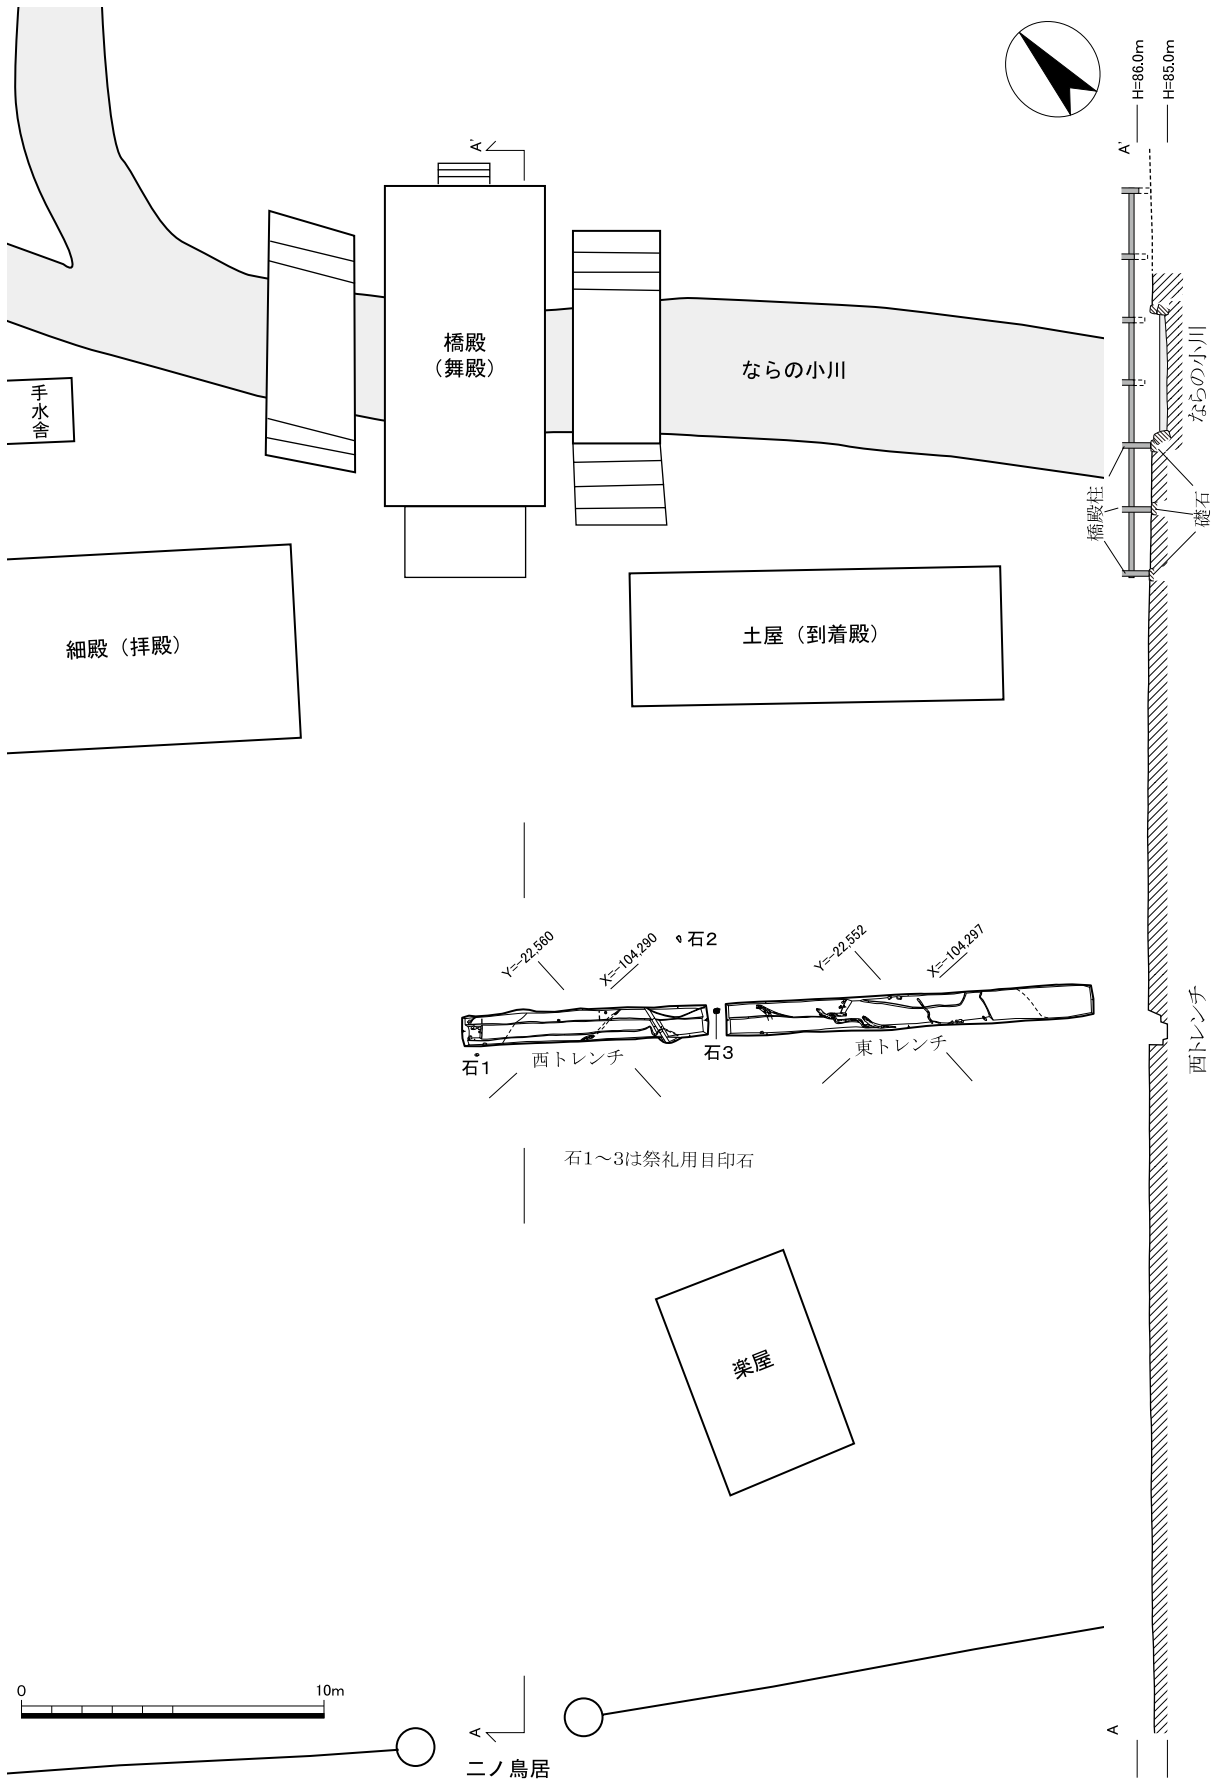 H=86.0m
H=85.0m
A'
A'
橋殿
（舞殿）
ならの小川
ならの小川
手水舎
橋殿柱
礎石
細殿（拝殿）
土屋（到着殿）
Y=-22,560
X=-104,290
石2
Y=-22,552
X=-104,297
石1
西トレンチ
石3
東トレンチ
西トレンチ
石1～3は祭礼用目印石
楽屋
0
10m
A
A
二ノ鳥居